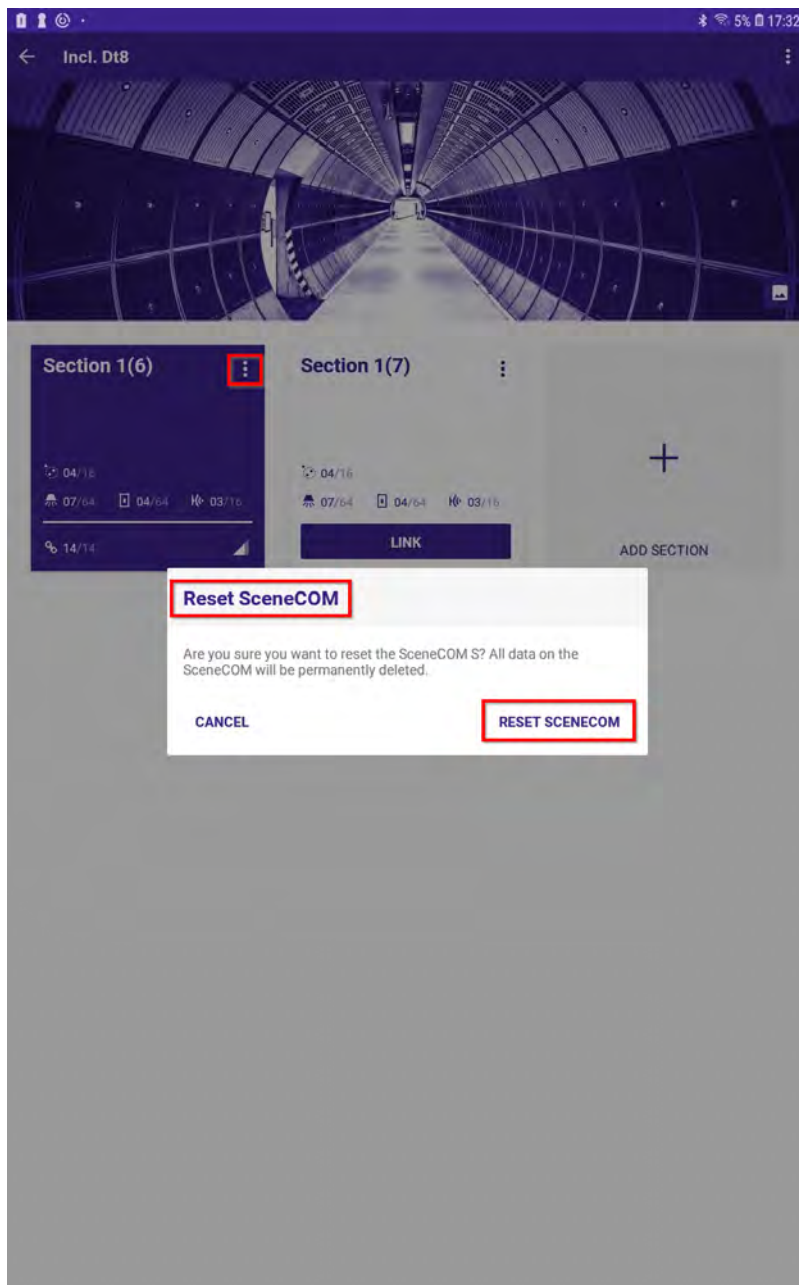 5% 17:32
Incl. Dt8
Section 1(6)
04/16
07/64 04/64 03/16
14/14
Section 1(7)
04/16
07/64 04/64 03/16
LINK
ADD SECTION
Reset SceneCOM
Are you sure you want to reset the SceneCOM S? All data on the
SceneCOM will be permanently deleted.
CANCEL RESET SCENECOM